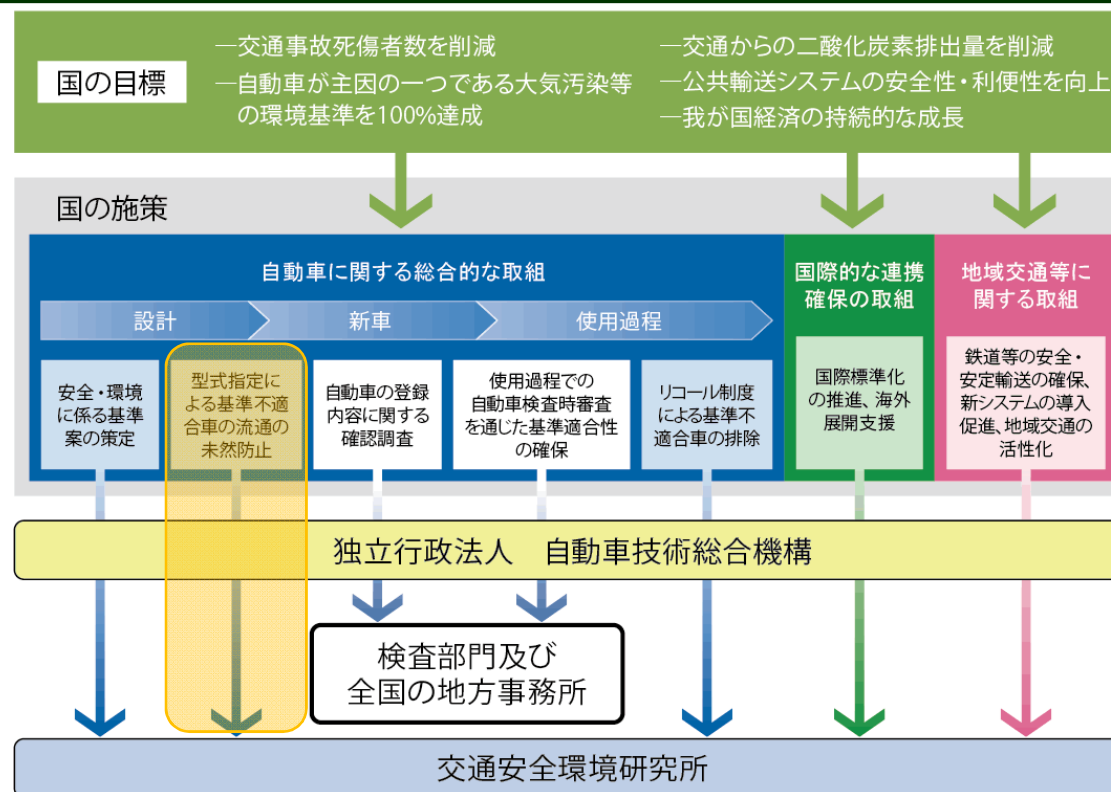 国の目標
―交通事故死傷者数を削減
―自動車が主因の一つである大気汚染等
の環境基準を100%達成
―交通からの二酸化炭素排出量を削減
―公共輸送システムの安全性・利便性を向上
―我が国経済の持続的な成長
国の施策
自動車に関する総合的な取組
設計
新車
使用過程
安全・環境
に係る基準
案の策定
型式指定に
よる基準不適
合車の流通の
未然防止
自動車の登録
内容に関する
確認調査
使用過程での
自動車検査時審査
を通じた基準適合性
の確保
リコール制度
による基準不
適合車の排除
国際的な連携
確保の取組
国際標準化
の推進、海外
展開支援
地域交通等に
関する取組
鉄道等の安全・
安定輸送の確保、
新システムの導入
促進、地域交通の
活性化
独立行政法人 自動車技術総合機構
検査部門及び
全国の地方事務所
交通安全環境研究所